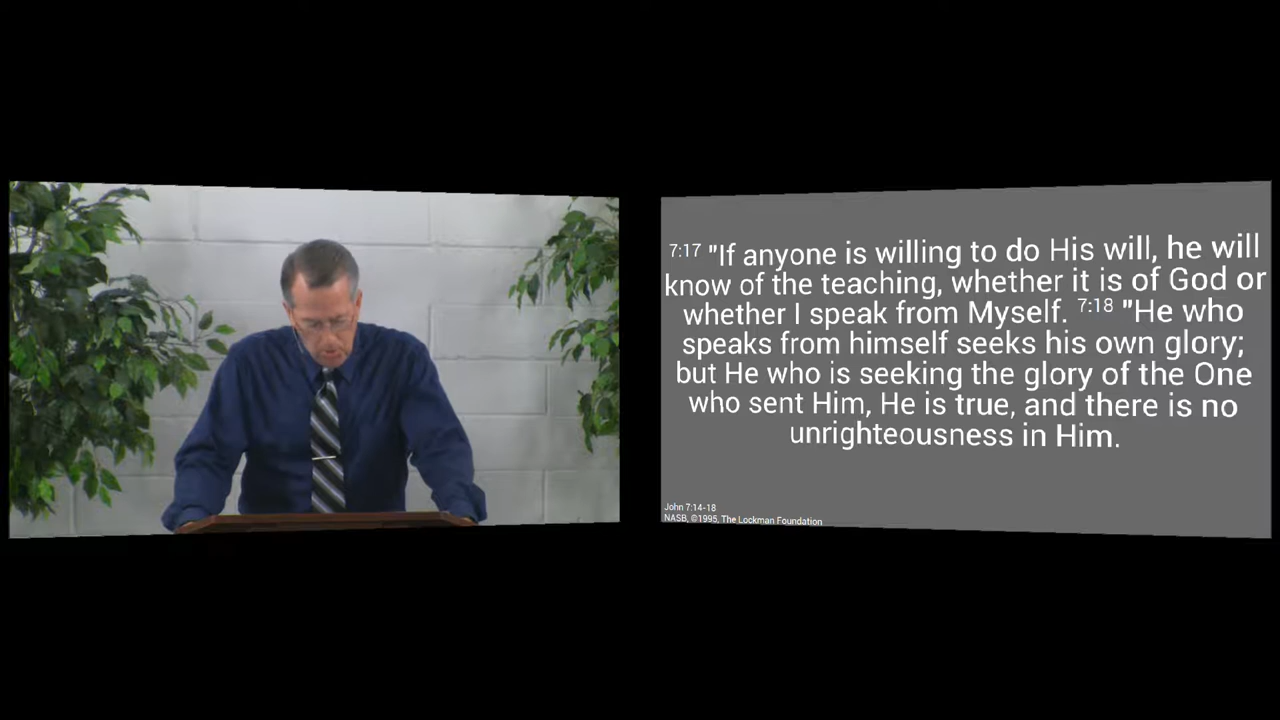 7:17 "If anyone is willing to do His will, he will
know of the teaching, whether it is of God or
whether I speak from Myself. 7:18 "He who
speaks from himself seeks his own glory;
but He who is seeking the glory of the One
who sent Him, He is true, and there is no
unrighteousness in Him.
John 7:14-18
NASB, ©1995, The Lockman Foundation